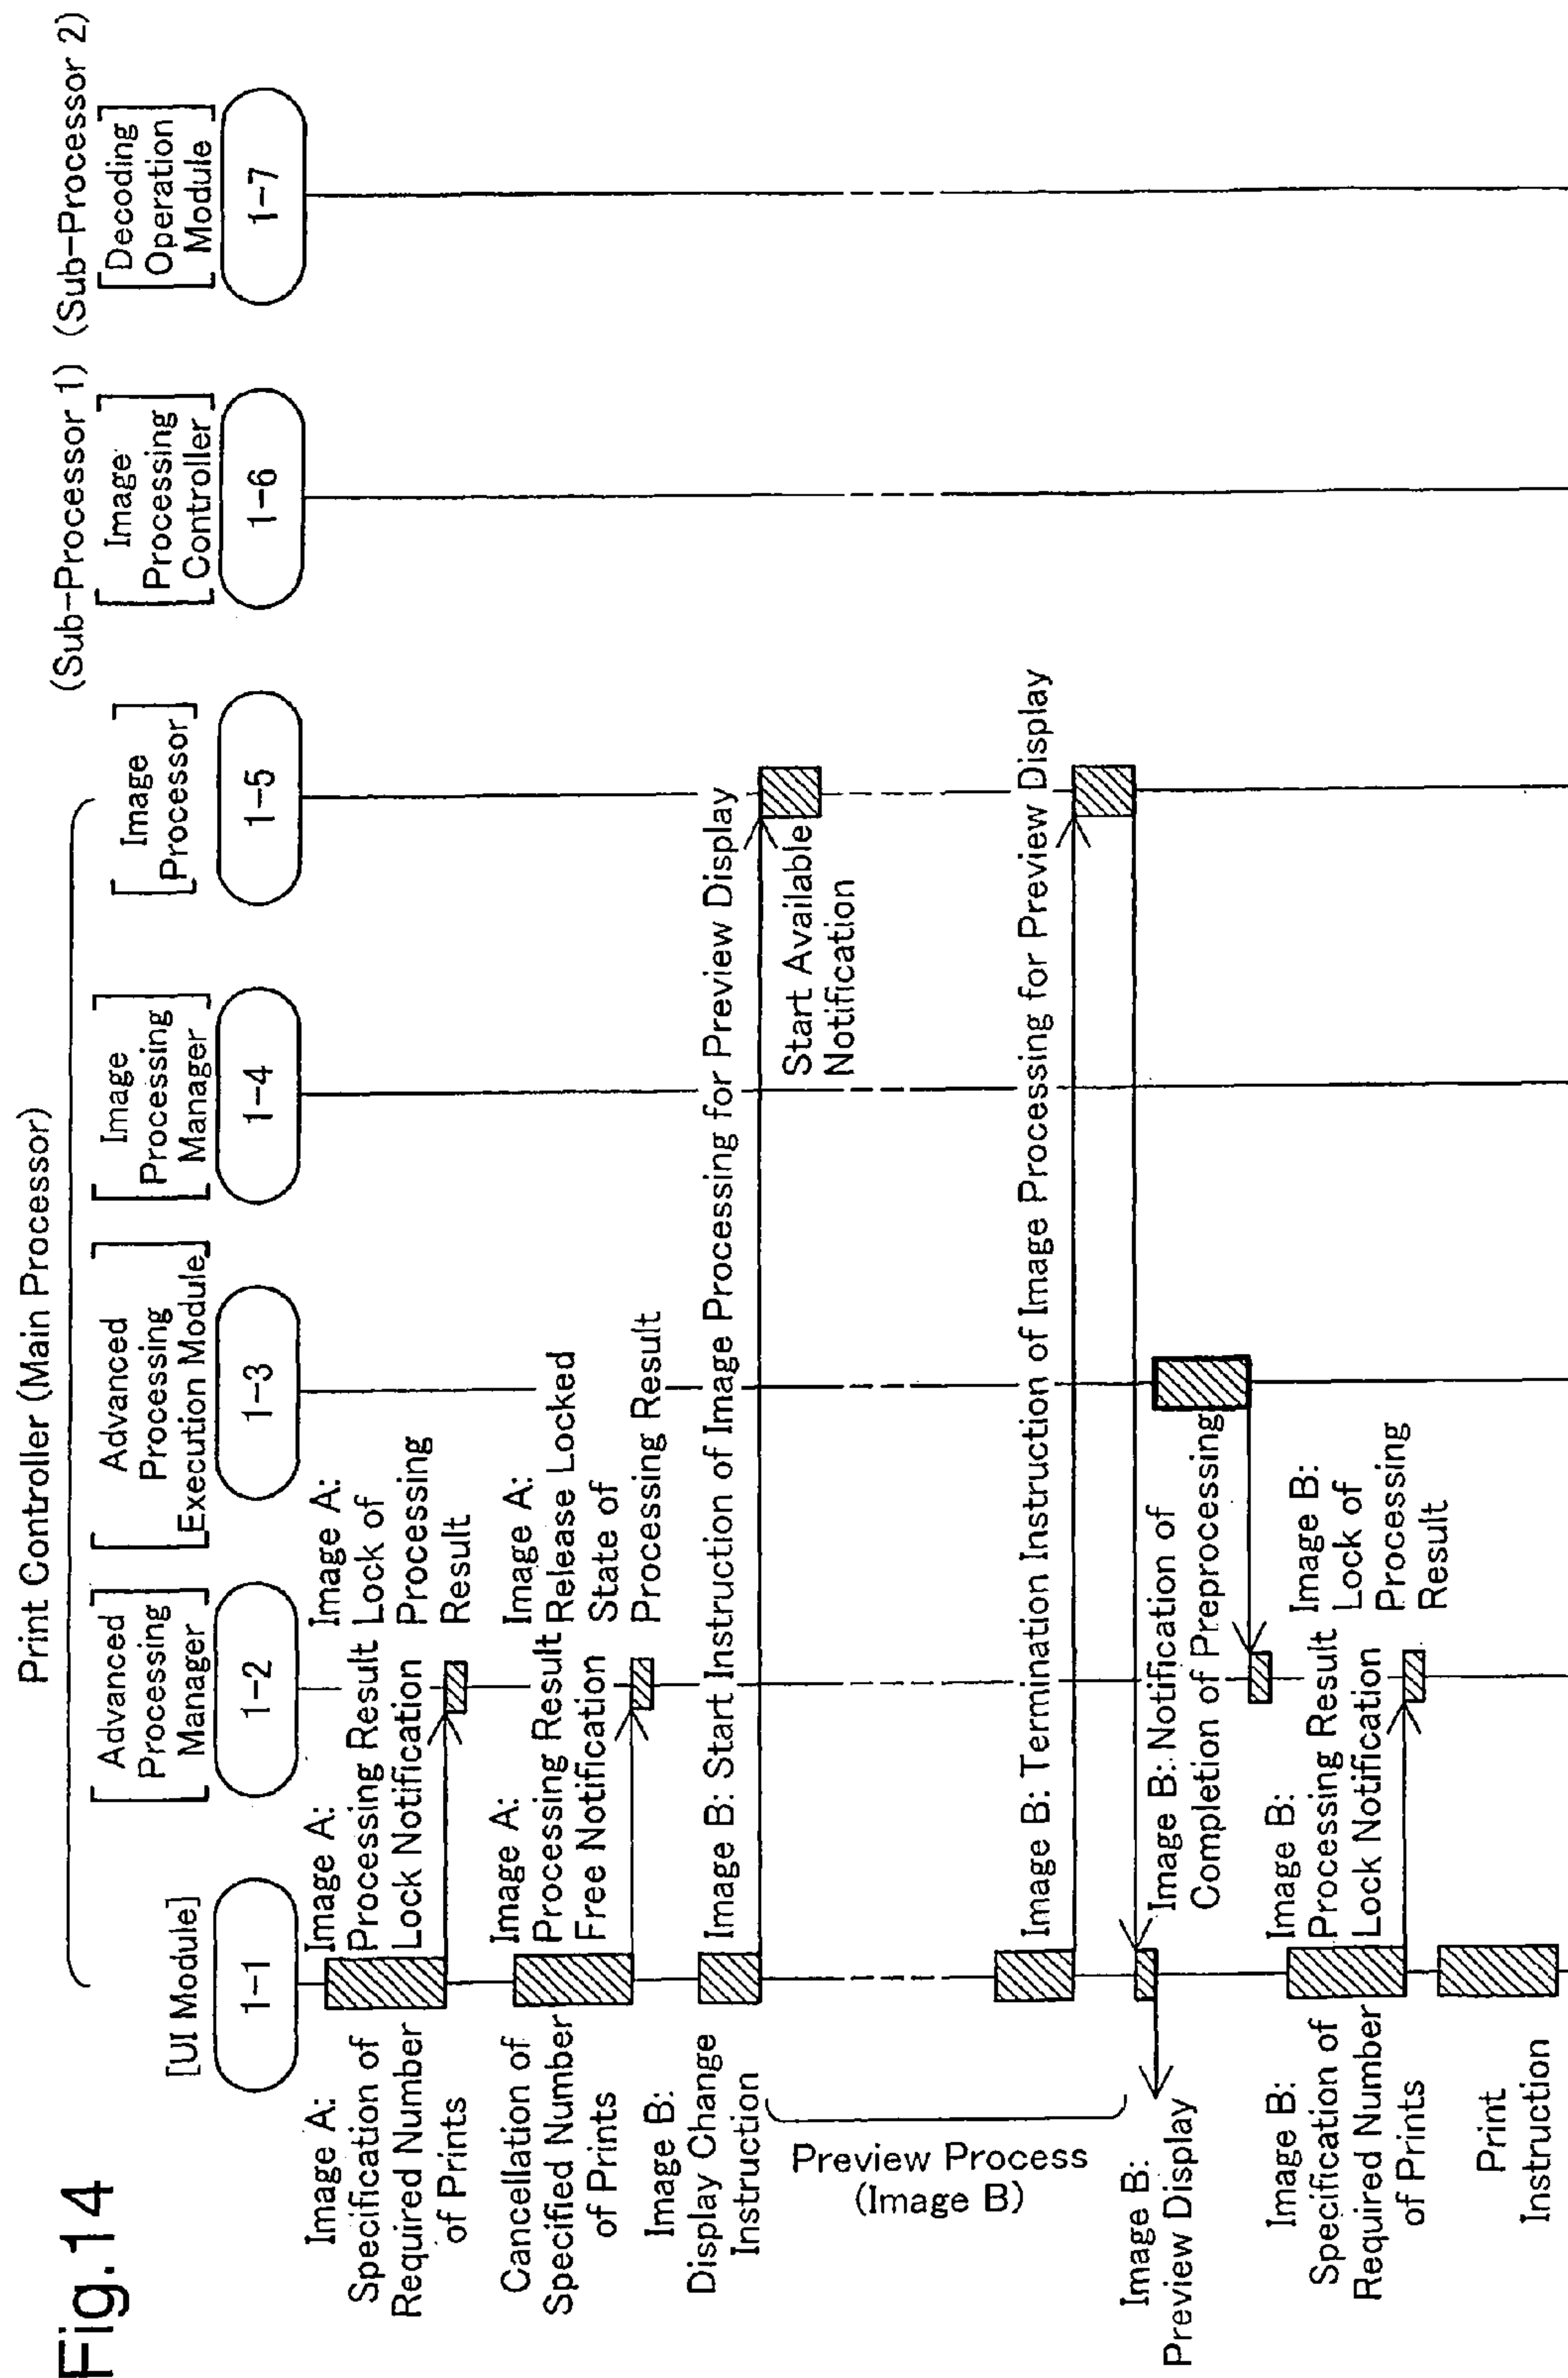 Fig.14
Print Controller (Main Processor)
(Sub-Processor 1)
(Sub-Processor 2)
[UI Module]
1-1
[Advanced
Processing
Manager]
1-2
[Advanced
Processing
Execution Module]
1-3
[Image
Processing
Manager]
1-4
[Image
Processor]
1-5
[Image
Processing
Controller]
1-6
[Decoding
Operation
Module]
1-7
Image A:
Specification of
Required Number
of Prints
Image A:
Processing Result
Lock Notification
Image A:
Lock of
Processing
Result
Cancellation of
Specified Number
of Prints
Image A:
Processing Result
Free Notification
Image A:
Release Locked
State of
Processing Result
Image B:
Display Change
Instruction
Image B: Start Instruction of Image Processing for Preview Display
Start Available
Notification
Preview Process
(Image B)
Image B: Termination Instruction of Image Processing for Preview Display
Image B:
Preview Display
Image B: Notification of
Completion of Preprocessing
Image B:
Specification of
Required Number
of Prints
Image B:
Processing Result
Lock Notification
Image B:
Lock of
Processing
Result
Print
Instruction